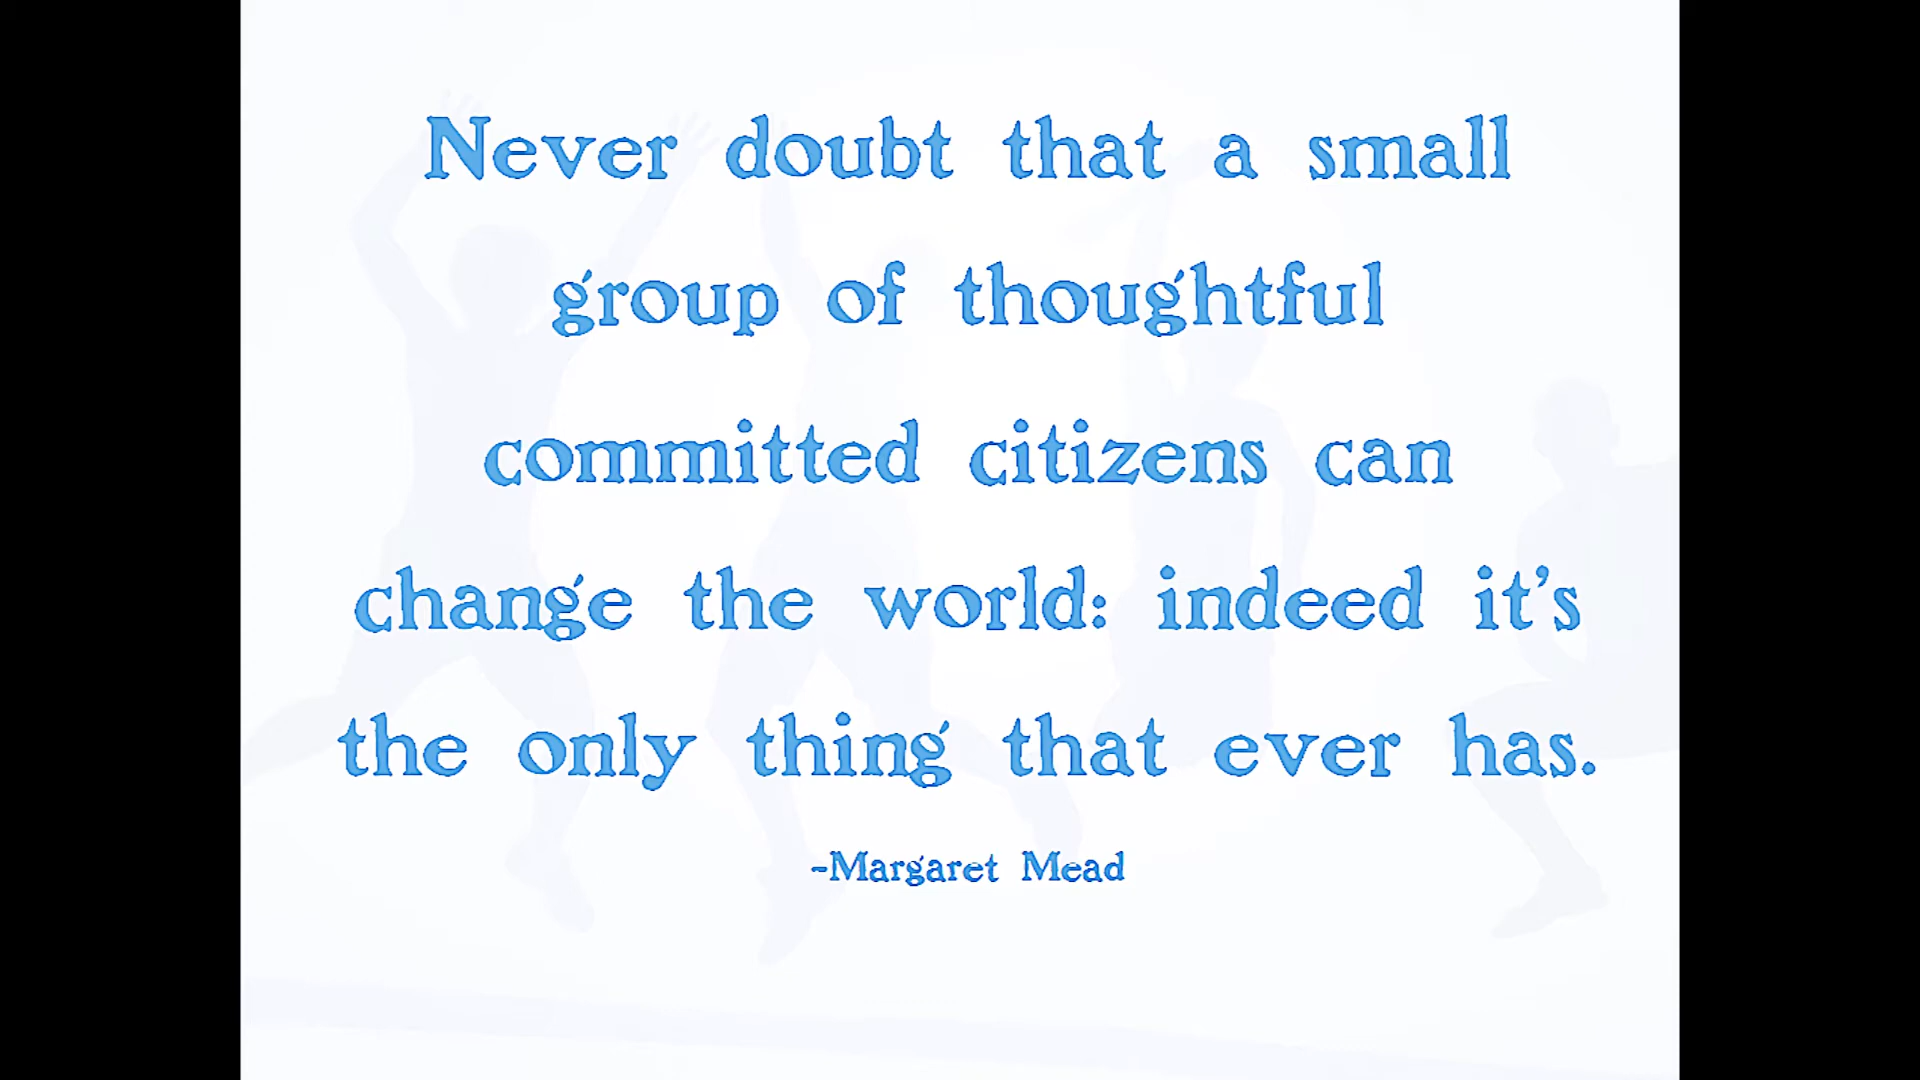 Never doubt that a small
group of thoughtful
committed citizens can
change the world: indeed it’s
the only thing that ever has.
-Margaret Mead